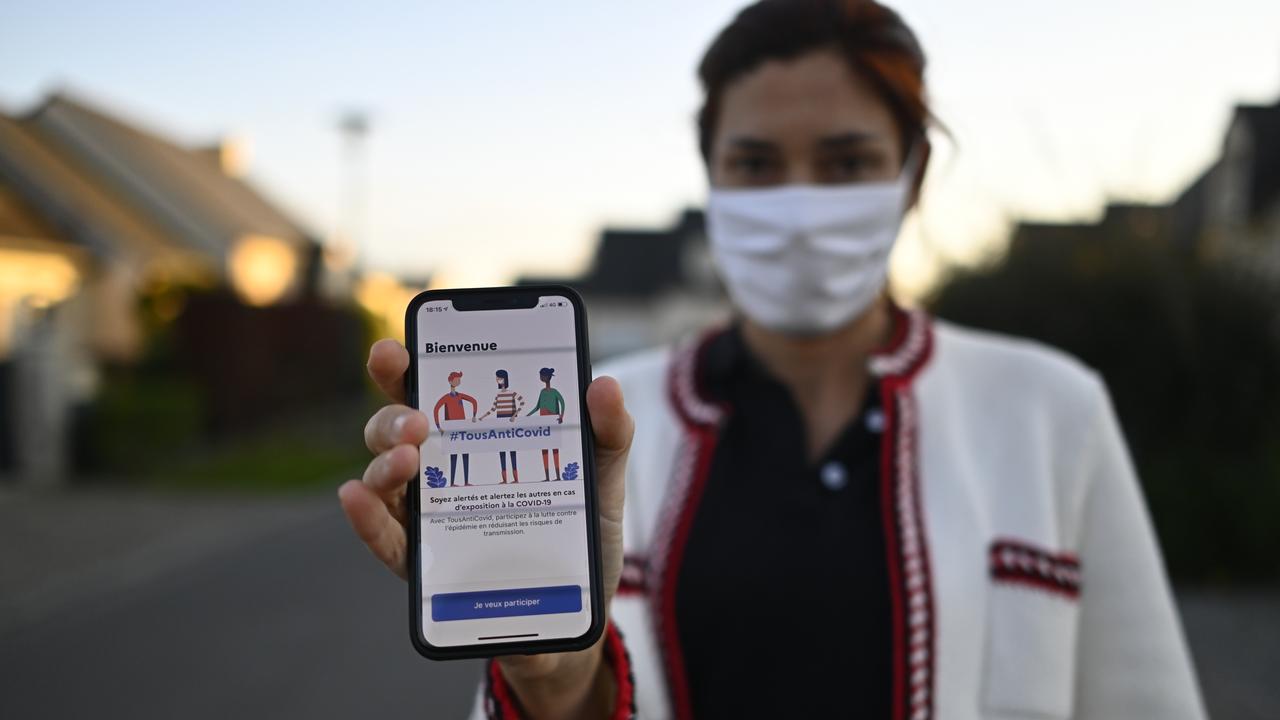 18:15
4G
Bienvenue
#TousAntiCovid
Soyez alertés et alertez les autres en cas
d'exposition à la COVID-19
Avec TousAntiCovid, participez à la lutte contre
l'épidémie en réduisant les risques de
transmission.
Je veux participer